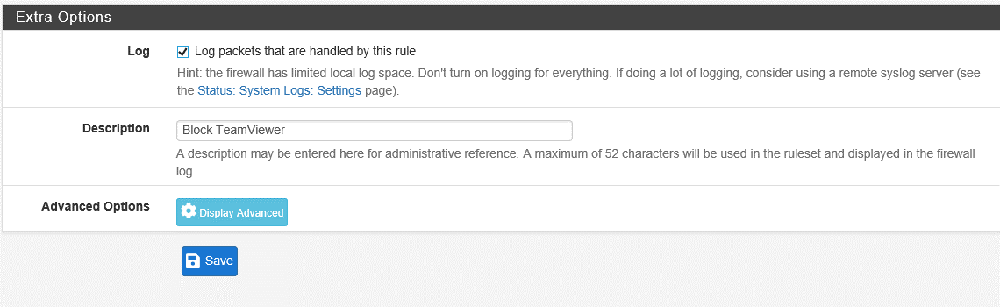 Extra Options
Log
Log packets that are handled by this rule
Hint: the firewall has limited local log space. Don't turn on logging for everything. If doing a lot of logging, consider using a remote syslog server (see
the Status: System Logs: Settings page).
Description
Block TeamViewer
A description may be entered here for administrative reference. A maximum of 52 characters will be used in the ruleset and displayed in the firewall
log.
Advanced Options
Display Advanced
Save